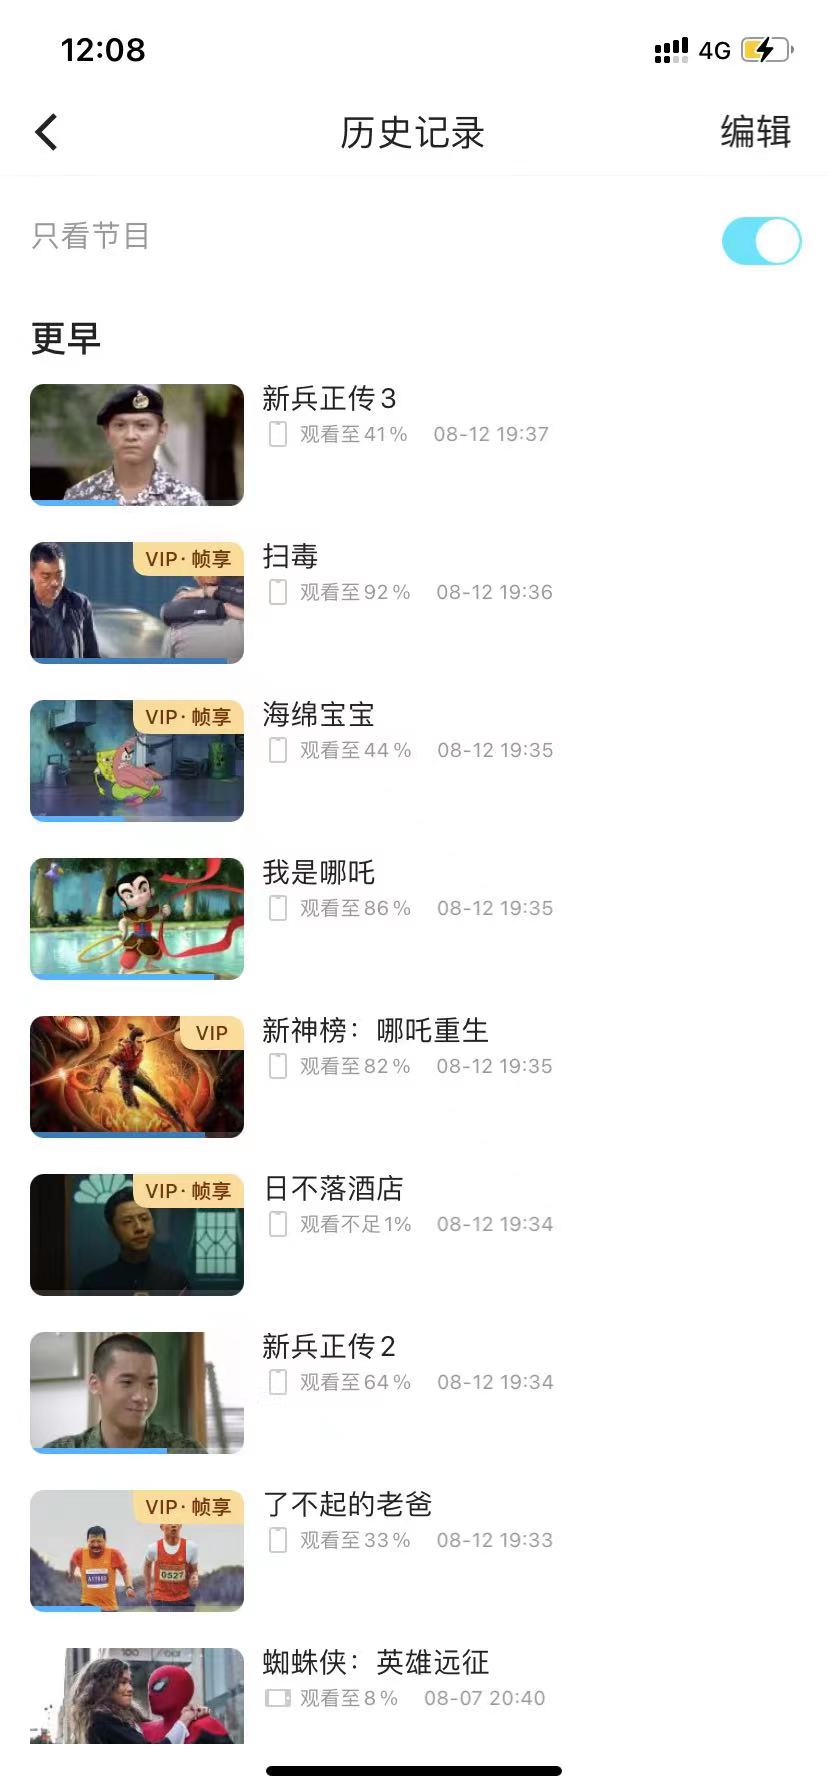 12:08
4G
历史记录
编辑
只看节目
更早
新兵正传3
观看至41%  08-12 19:37
VIP·帧享
扫毒
观看至92%  08-12 19:36
VIP·帧享
海绵宝宝
观看至44%  08-12 19:35
我是哪吒
观看至86%  08-12 19:35
VIP
新神榜：哪吒重生
观看至82%  08-12 19:35
VIP·帧享
日不落酒店
观看不足1%  08-12 19:34
新兵正传2
观看至64%  08-12 19:34
VIP·帧享
0527
了不起的老爸
观看至33%  08-12 19:33
蜘蛛侠：英雄远征
观看至8%  08-07 20:40